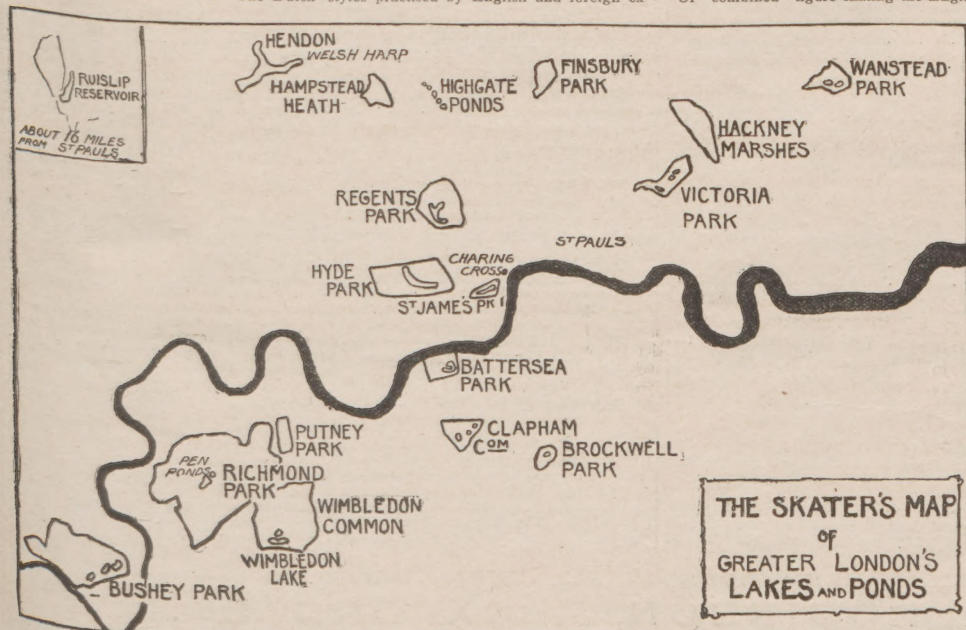 HENDON
WELSH HARP
HAMPSTEAD
HEATH
HIGHGATE
PONDS
FINSBURY
PARK
WANSTEAD
PARK
RUISLIP
RESERVOIR
ABOUT 16 MILES
FROM ST PAULS
HACKNEY
MARSHES
VICTORIA
PARK
REGENTS
PARK
ST PAULS
CHARING
CROSS
HYDE
PARK
ST JAMES PK
BATTERSEA
PARK
PUTNEY
PARK
CLAPHAM
COM
BROCKWELL
PARK
PEN
PONDS
RICHMOND
PARK
WIMBLEDON
COMMON
WIMBLEDON
LAKE
BUSHEY PARK
THE SKATER'S MAP
OF
GREATER LONDON'S
LAKES AND PONDS